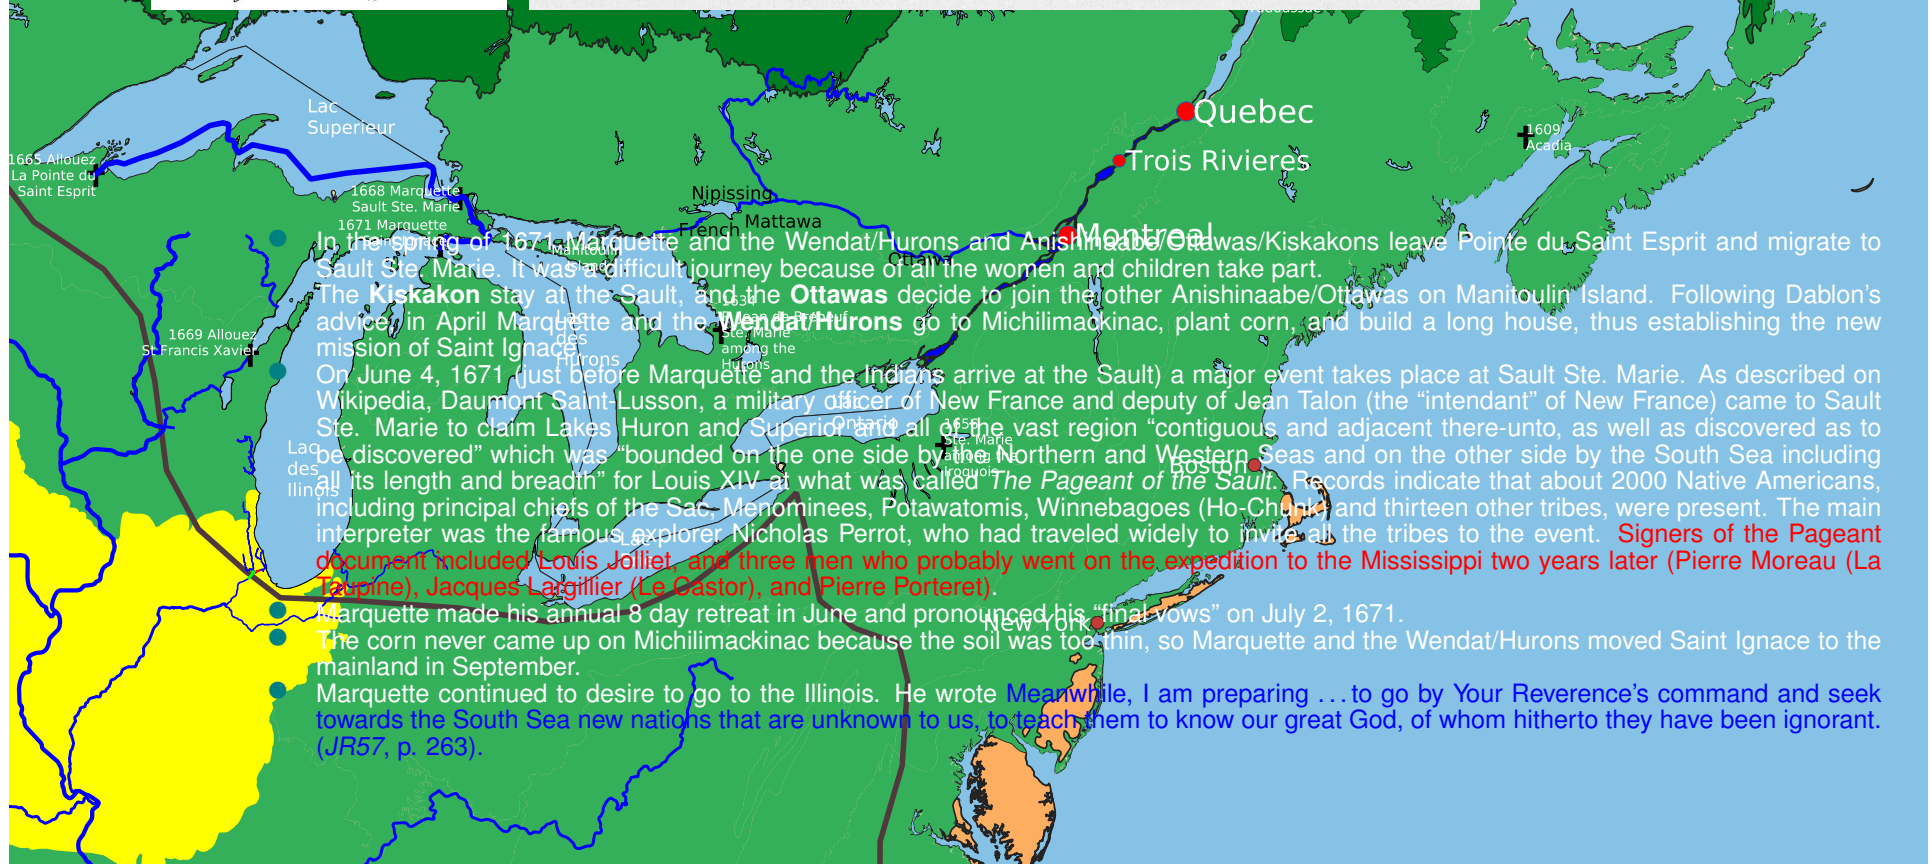 Lac
Superieur
Quebec
1609
Acadia
Trois Rivieres
1665 Allouez
La Pointe du
Saint Esprit
1668 Marquette
Sault Ste. Marie
Nipissing
French
Mattawa
1671 Marquette
Montreal
Ottawa
Manitoulin
Island
In the spring of 1671 Marquette and the Wendat/Hurons and Anishinaabe/Ottawas/Kiskakons leave Pointe du Saint Esprit and migrate to
Sault Ste. Marie. It was a difficult journey because of all the women and children take part.
The Kiskakon stay at the Sault, and the Ottawas decide to join the other Anishinaabe/Ottawas on Manitoulin Island. Following Dablon's
advice, in April Marquette and the Wendat/Hurons go to Michilimackinac, plant corn, and build a long house, thus establishing the new
mission of Saint Ignace.
1634
Jean de Brebeuf
Ste. Marie
among the
Hurons
Lac
des
Hurons
1669 Allouez
St Francis Xavier
On June 4, 1671 (just before Marquette and the Indians arrive at the Sault) a major event takes place at Sault Ste. Marie. As described on
Wikipedia, Daumont Saint-Lusson, a military officer of New France and deputy of Jean Talon (the “intendant” of New France) came to Sault
Ste. Marie to claim Lakes Huron and Superior and all of the vast region “contiguous and adjacent there-unto, as well as discovered as to
be discovered” which was “bounded on the one side by the Northern and Western Seas and on the other side by the South Sea including
all its length and breadth” for Louis XIV at what was called The Pageant of the Sault. Records indicate that about 2000 Native Americans,
including principal chiefs of the Sac, Menominees, Potawatomis, Winnebagoes (Ho-Chunk) and thirteen other tribes, were present. The main
interpreter was the famous explorer Nicholas Perrot, who had traveled widely to invite all the tribes to the event. Signers of the Pageant
document included Louis Jolliet, and three men who probably went on the expedition to the Mississippi two years later (Pierre Moreau (La
Taupine), Jacques Largillier (Le Castor), and Pierre Porteret).
Lac
Ontario
Ste. Marie
among the
Iroquois
Boston
Lac
des
Ilinois
Lac
New York
Marquette made his annual 8 day retreat in June and pronounced his “final vows” on July 2, 1671.
The corn never came up on Michilimackinac because the soil was too thin, so Marquette and the Wendat/Hurons moved Saint Ignace to the
mainland in September.
Marquette continued to desire to go to the Illinois. He wrote Meanwhile, I am preparing ...to go by Your Reverence's command and seek
towards the South Sea new nations that are unknown to us, to teach them to know our great God, of whom hitherto they have been ignorant.
(JR57, p. 263).